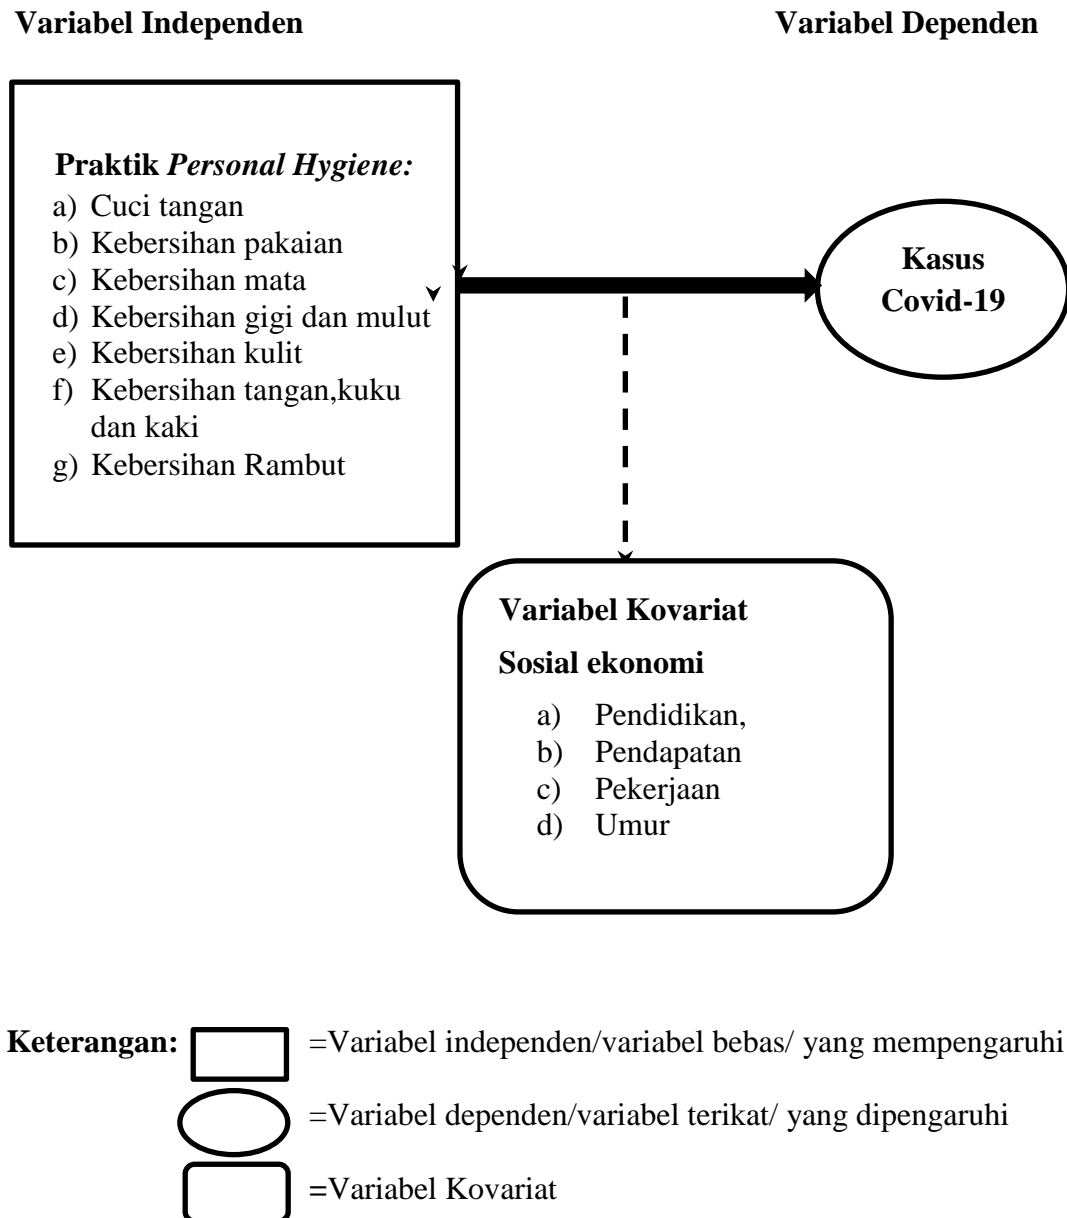 Variabel Independen
Variabel Dependen
Praktik Personal Hygiene:
a) Cuci tangan
b) Kebersihan pakaian
c) Kebersihan mata
d) Kebersihan gigi dan mulut
e) Kebersihan kulit
f) Kebersihan tangan,kuku
dan kaki
g) Kebersihan Rambut
Kasus
Covid-19
Variabel Kovariat
Sosial ekonomi
a) Pendidikan,
b) Pendapatan
c) Pekerjaan
d) Umur
Keterangan:
=Variabel independen/variabel bebas/ yang mempengaruhi
=Variabel dependen/variabel terikat/ yang dipengaruhi
=Variabel Kovariat